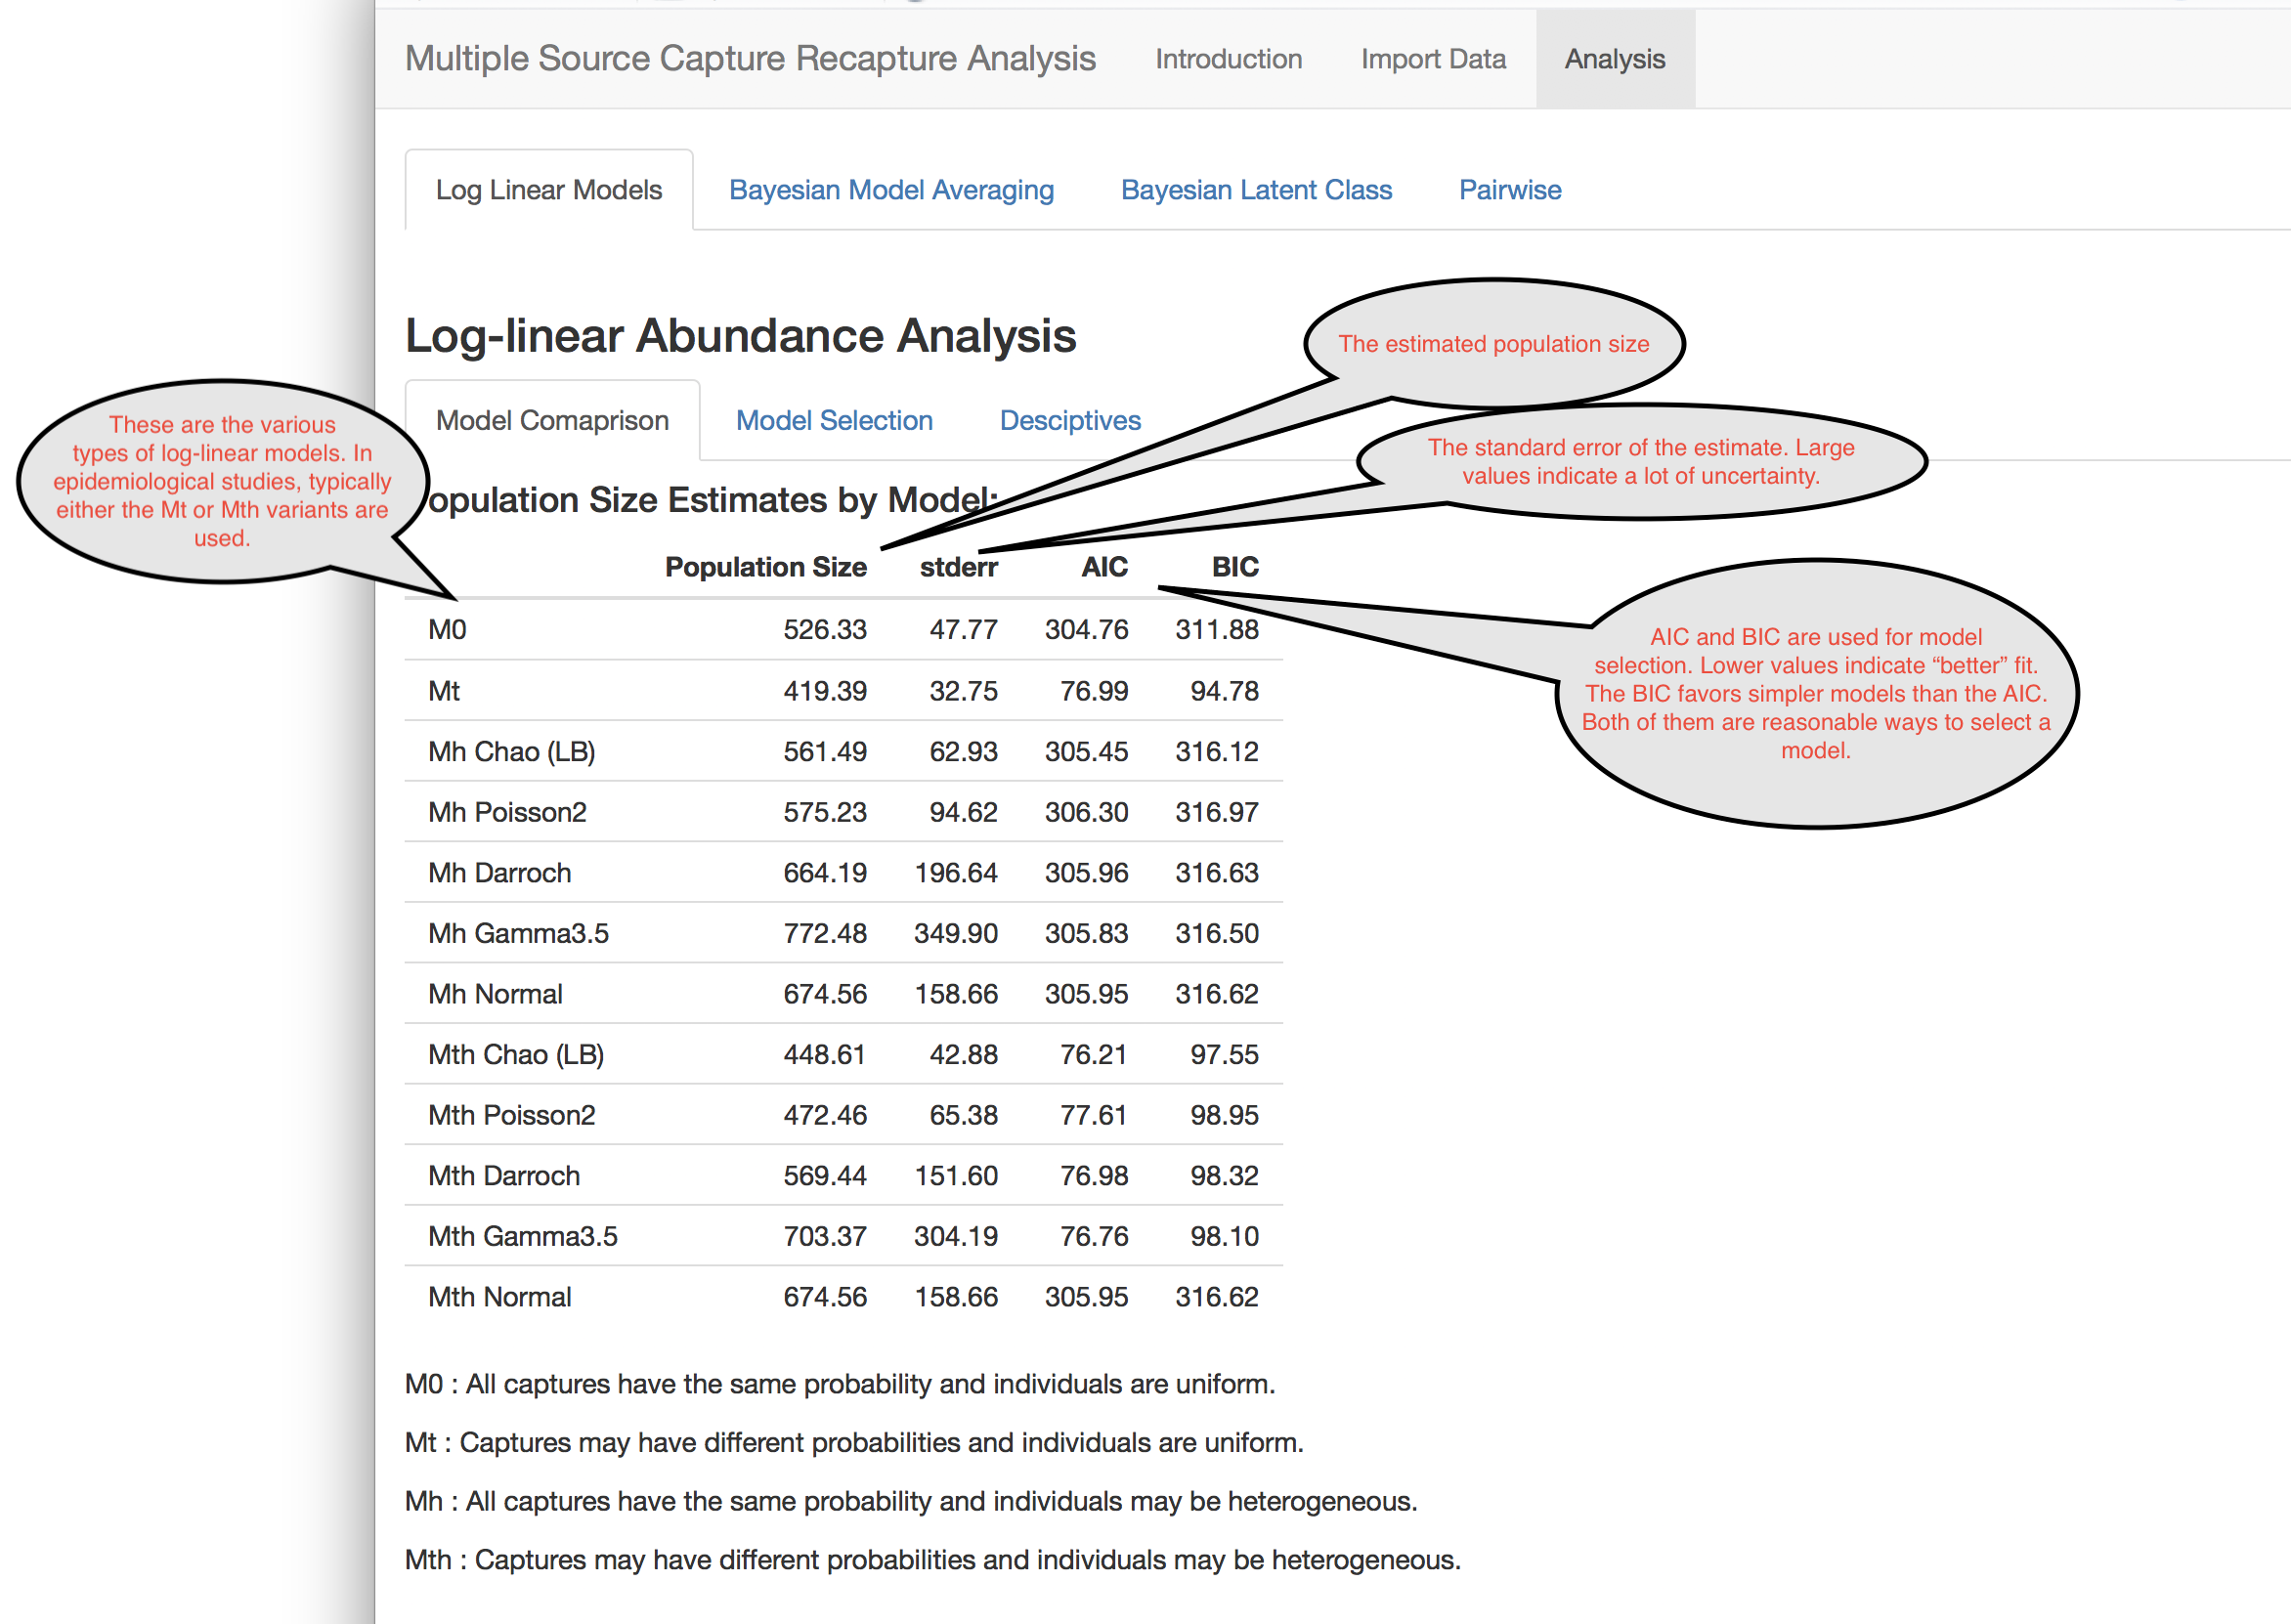 Multiple Source Capture Recapture Analysis Introduction Import Data Analysis
Log Linear Models Bayesian Model Averaging Bayesian Latent Class Pairwise
Log-linear Abundance Analysis
The estimated population size
These are the various
types of log-linear models. In
epidemiological studies, typically
either the Mt or Mth variants are
used.
Model Comaprison Model Selection Desciptives
The standard error of the estimate. Large
values indicate a lot of uncertainty.
opulation Size Estimates by Model:
AIC and BIC are used for model
selection. Lower values indicate “better” fit.
The BIC favors simpler models than the AIC.
Both of them are reasonable ways to select a
model.
Population Size stderr AIC BIC
M0 526.33 47.77 304.76 311.88
Mt 419.39 32.75 76.99 94.78
Mh Chao (LB) 561.49 62.93 305.45 316.12
Mh Poisson2 575.23 94.62 306.30 316.97
Mh Darroch 664.19 196.64 305.96 316.63
Mh Gamma3.5 772.48 349.90 305.83 316.50
Mh Normal 674.56 158.66 305.95 316.62
Mth Chao (LB) 448.61 42.88 76.21 97.55
Mth Poisson2 472.46 65.38 77.61 98.95
Mth Darroch 569.44 151.60 76.98 98.32
Mth Gamma3.5 703.37 304.19 76.76 98.10
Mth Normal 674.56 158.66 305.95 316.62
M0 : All captures have the same probability and individuals are uniform.
Mt : Captures may have different probabilities and individuals are uniform.
Mh : All captures have the same probability and individuals may be heterogeneous.
Mth : Captures may have different probabilities and individuals may be heterogeneous.